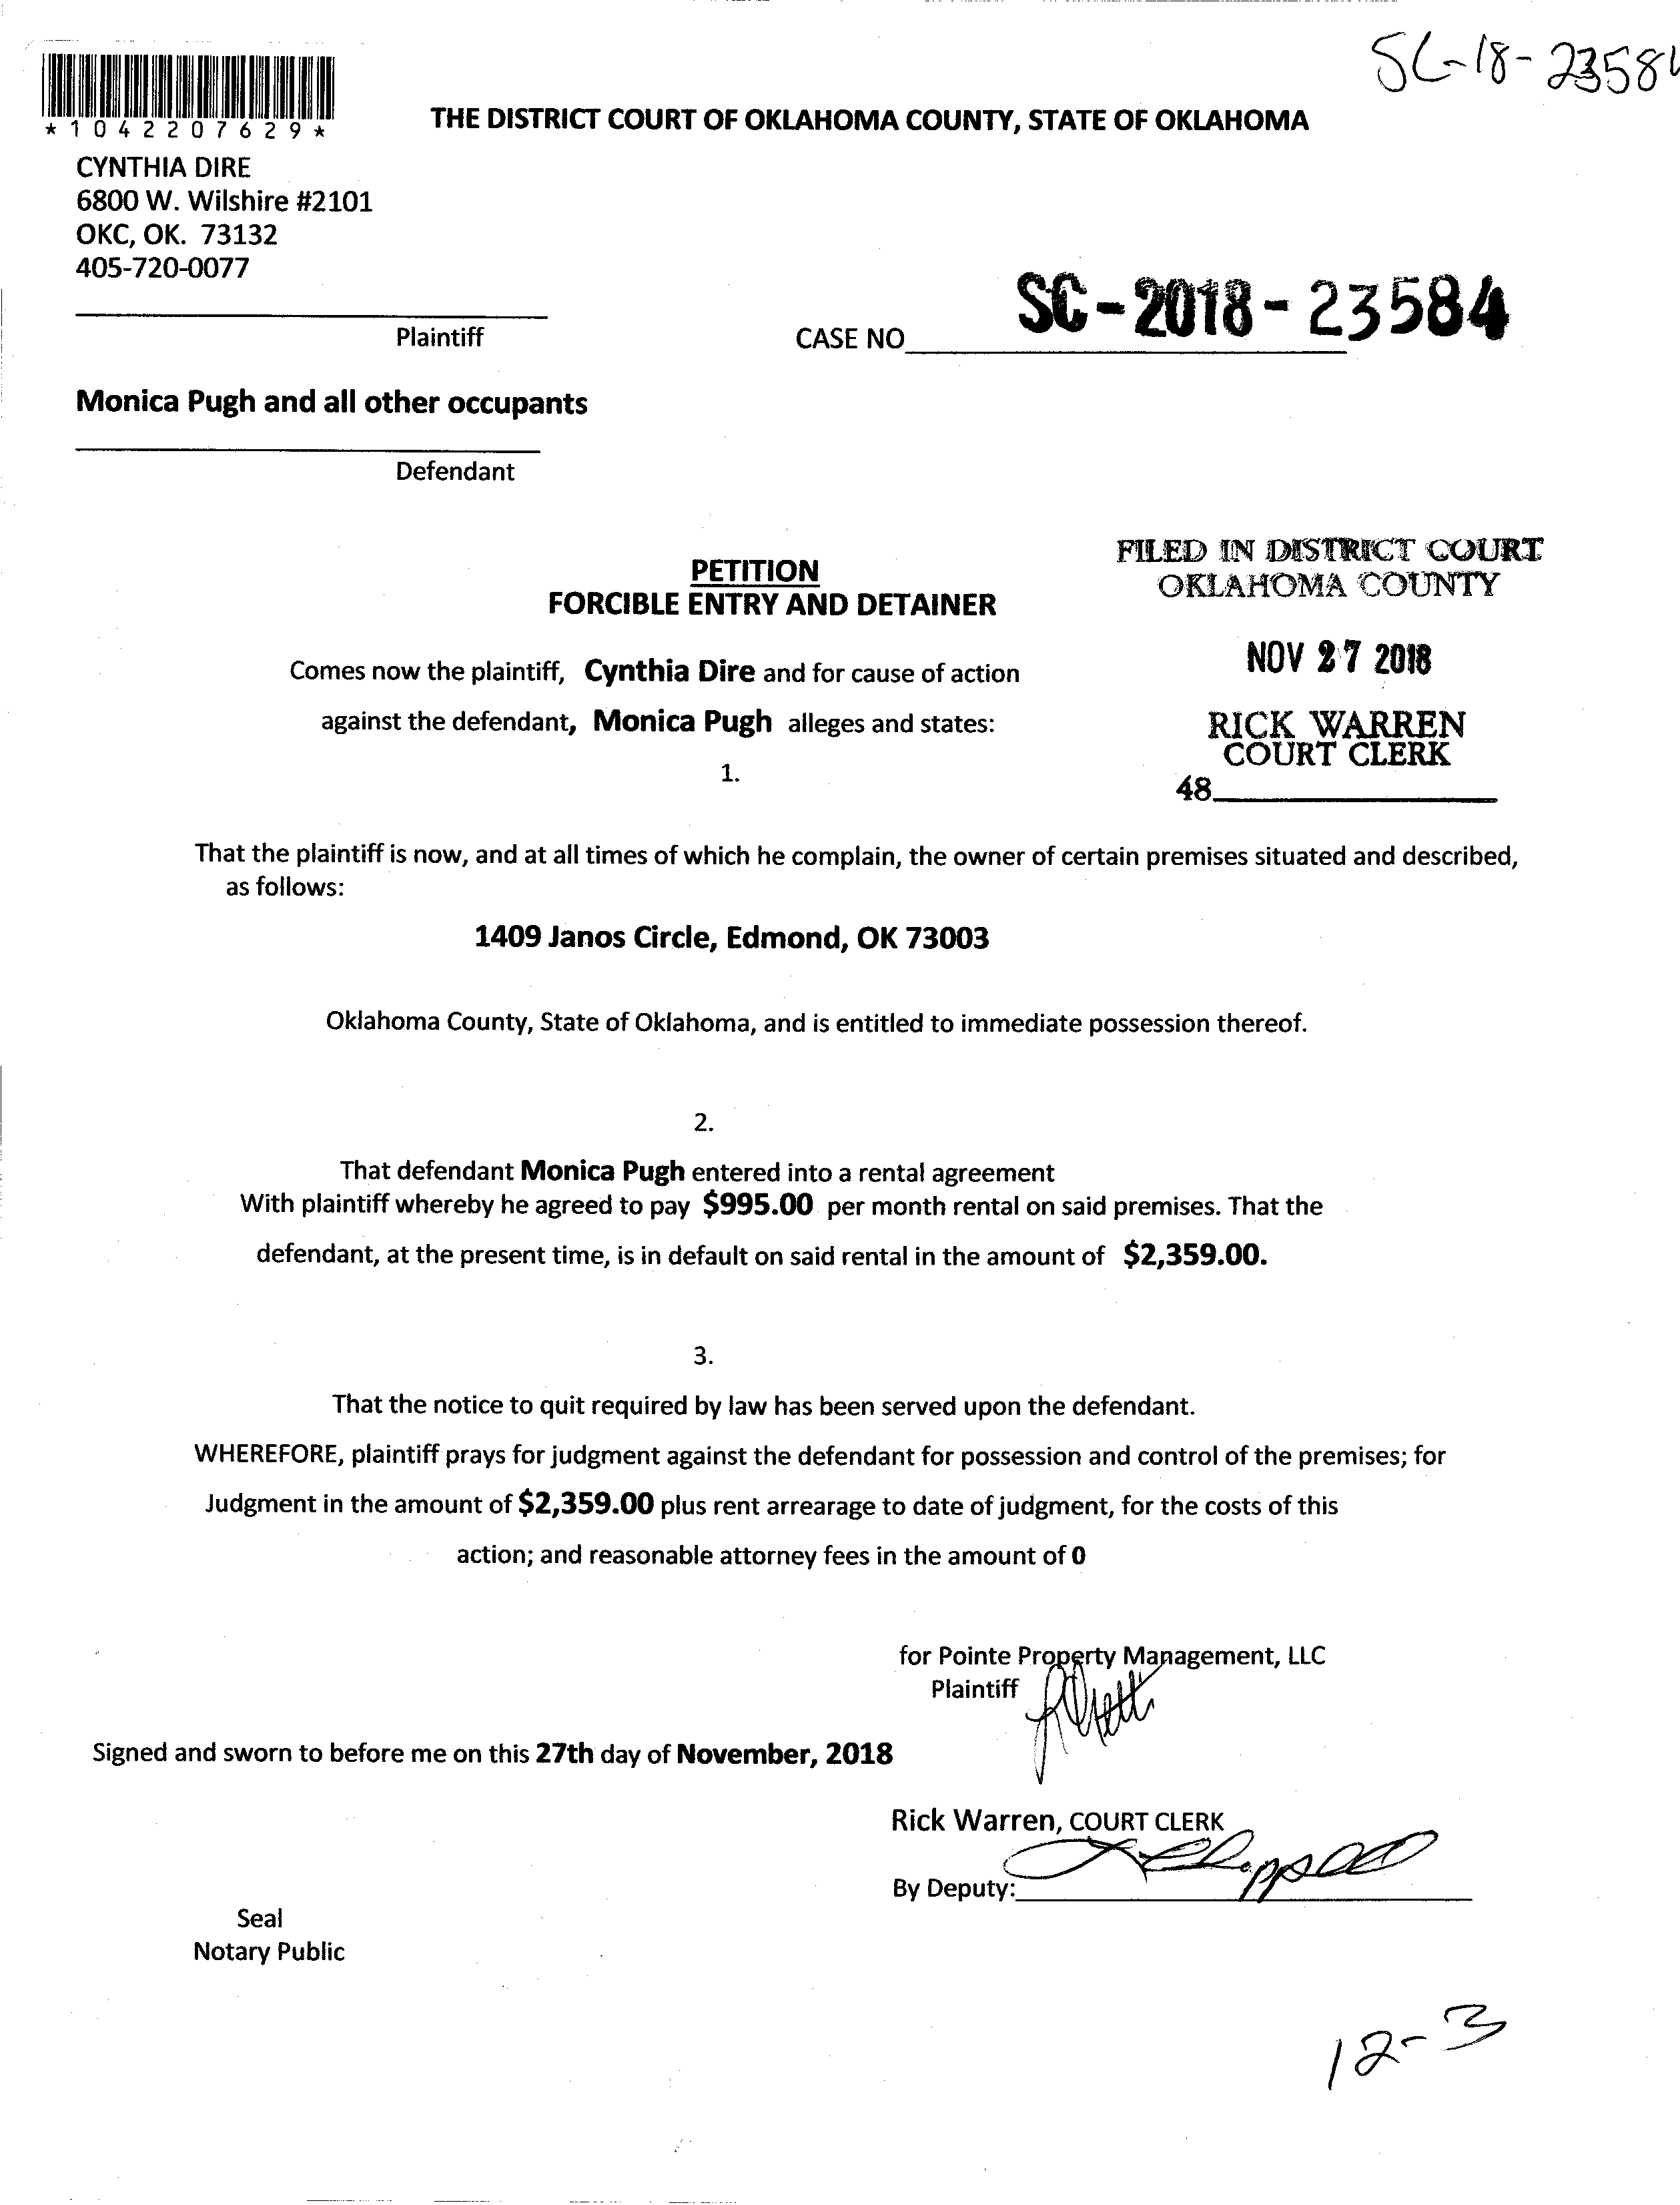 SC-18-23584
*1042207629*
THE DISTRICT COURT OF OKLAHOMA COUNTY, STATE OF OKLAHOMA
CYNTHIA DIRE
6800 W. Wilshire #2101
OKC, OK. 73132
405-720-0077
Plaintiff
CASE NO SC-2018-23584
Monica Pugh and all other occupants
Defendant
PETITION
FORCIBLE ENTRY AND DETAINER
FILED IN DISTRICT COURT
OKLAHOMA COUNTY
NOV 27 2018
RICK WARREN
COURT CLERK
48
Comes now the plaintiff, Cynthia Dire and for cause of action
against the defendant, Monica Pugh alleges and states:
1.
That the plaintiff is now, and at all times of which he complain, the owner of certain premises situated and described,
as follows:
1409 Janos Circle, Edmond, OK 73003
Oklahoma County, State of Oklahoma, and is entitled to immediate possession thereof.
2.
That defendant Monica Pugh entered into a rental agreement
With plaintiff whereby he agreed to pay $995.00 per month rental on said premises. That the
defendant, at the present time, is in default on said rental in the amount of $2,359.00.
3.
That the notice to quit required by law has been served upon the defendant.
WHEREFORE, plaintiff prays for judgment against the defendant for possession and control of the premises; for
Judgment in the amount of $2,359.00 plus rent arrearage to date of judgment, for the costs of this
action; and reasonable attorney fees in the amount of 0
for Pointe Property Management, LLC
Plaintiff
Signed and sworn to before me on this 27th day of November, 2018
Rick Warren, COURT CLERK
By Deputy:
Seal
Notary Public
12-3